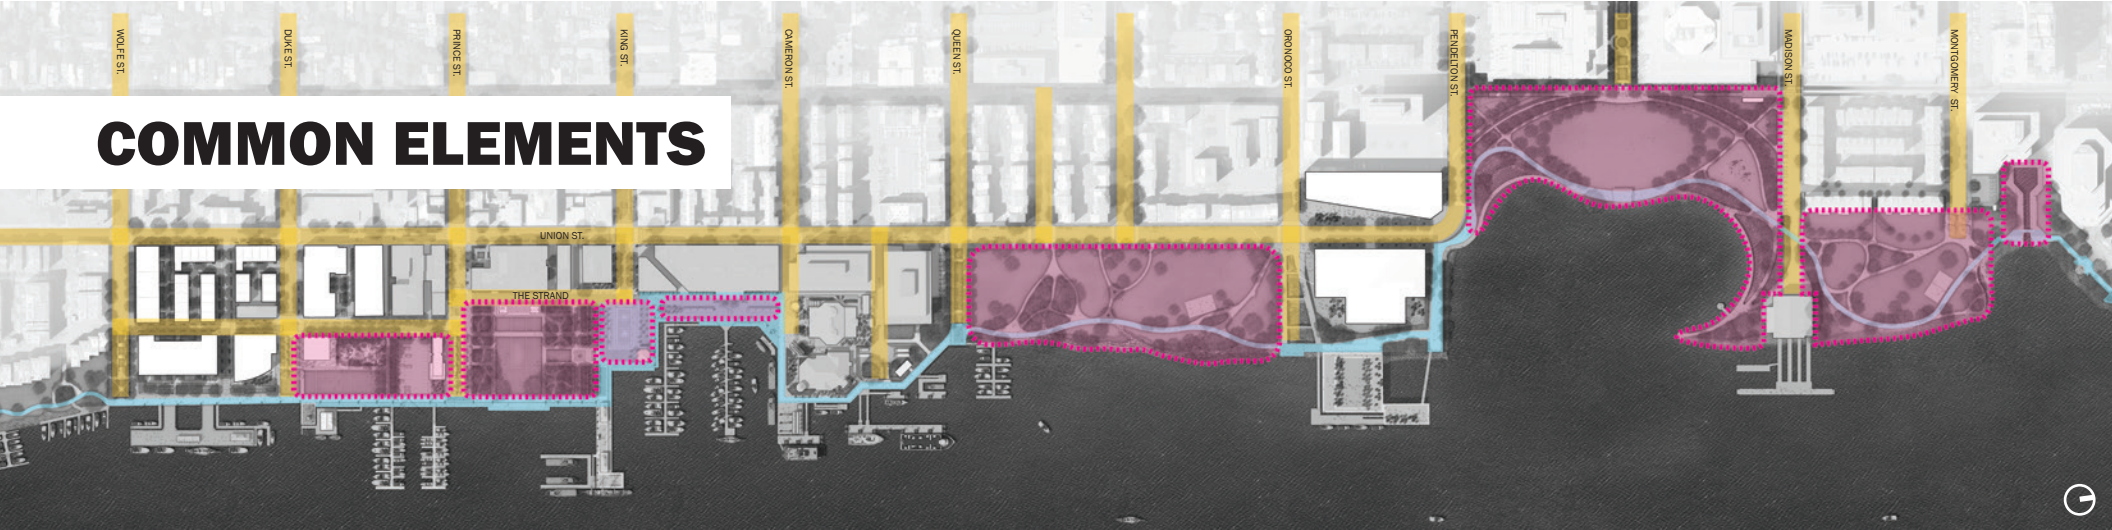 WOLFE ST.
DUKE ST.
PRINCE ST.
KING ST.
CAMERON ST.
QUEEN ST.
ORONOCO ST.
PENDELTON ST.
MADISON ST.
MONTGOMERY ST.
COMMON ELEMENTS
UNION ST.
THE STRAND